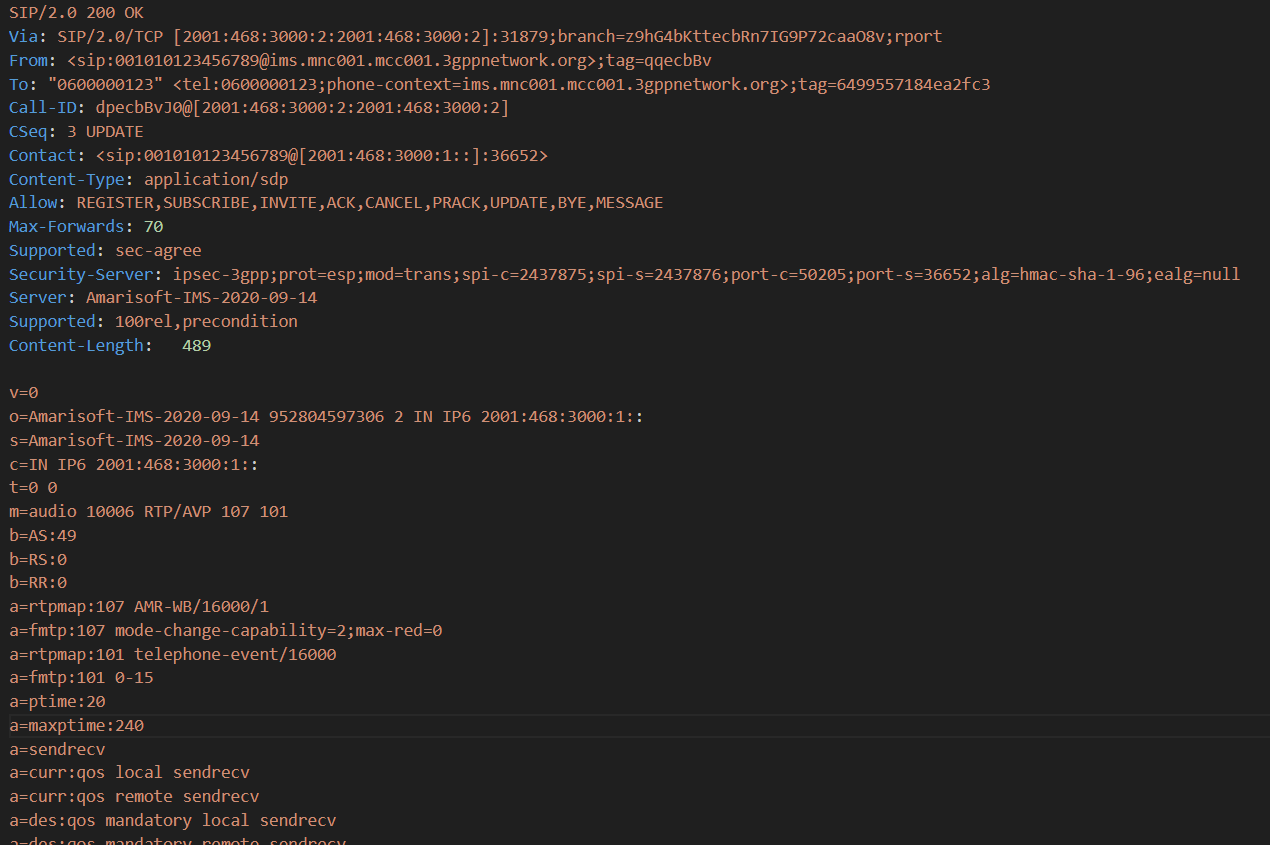 SIP/2.0 200 OK
Via: SIP/2.0/TCP [2001:468:3000:2:2001:468:3000:2]:31879;branch=z9hG4bKttecbRn7IG9P72caaO8v;rport
From: <sip:001010123456789@ims.mnc001.mcc001.3gppnetwork.org>;tag=qqecbBv
To: "0600000123" <tel:0600000123;phone-context=ims.mnc001.mcc001.3gppnetwork.org>;tag=6499557184ea2fc3
Call-ID: dpecbBvJ0@[2001:468:3000:2:2001:468:3000:2]
CSeq: 3 UPDATE
Contact: <sip:001010123456789@[2001:468:3000:1::]:36652>
Content-Type: application/sdp
Allow: REGISTER,SUBSCRIBE,INVITE,ACK,CANCEL,PRACK,UPDATE,BYE,MESSAGE
Max-Forwards: 70
Supported: sec-agree
Security-Server: ipsec-3gpp;prot=esp;mod=trans;spi-c=2437875;spi-s=2437876;port-c=50205;port-s=36652;alg=hmac-sha-1-96;ealg=null
Server: Amarisoft-IMS-2020-09-14
Supported: 100rel,precondition
Content-Length:   489

v=0
o=Amarisoft-IMS-2020-09-14 952804597306 2 IN IP6 2001:468:3000:1::
s=Amarisoft-IMS-2020-09-14
c=IN IP6 2001:468:3000:1::
t=0 0
m=audio 10006 RTP/AVP 107 101
b=AS:49
b=RS:0
b=RR:0
a=rtpmap:107 AMR-WB/16000/1
a=fmtp:107 mode-change-capability=2;max-red=0
a=rtpmap:101 telephone-event/16000
a=fmtp:101 0-15
a=ptime:20
a=maxptime:240
a=sendrecv
a=curr:qos local sendrecv
a=curr:qos remote sendrecv
a=des:qos mandatory local sendrecv
a=des:qos mandatory remote sendrecv